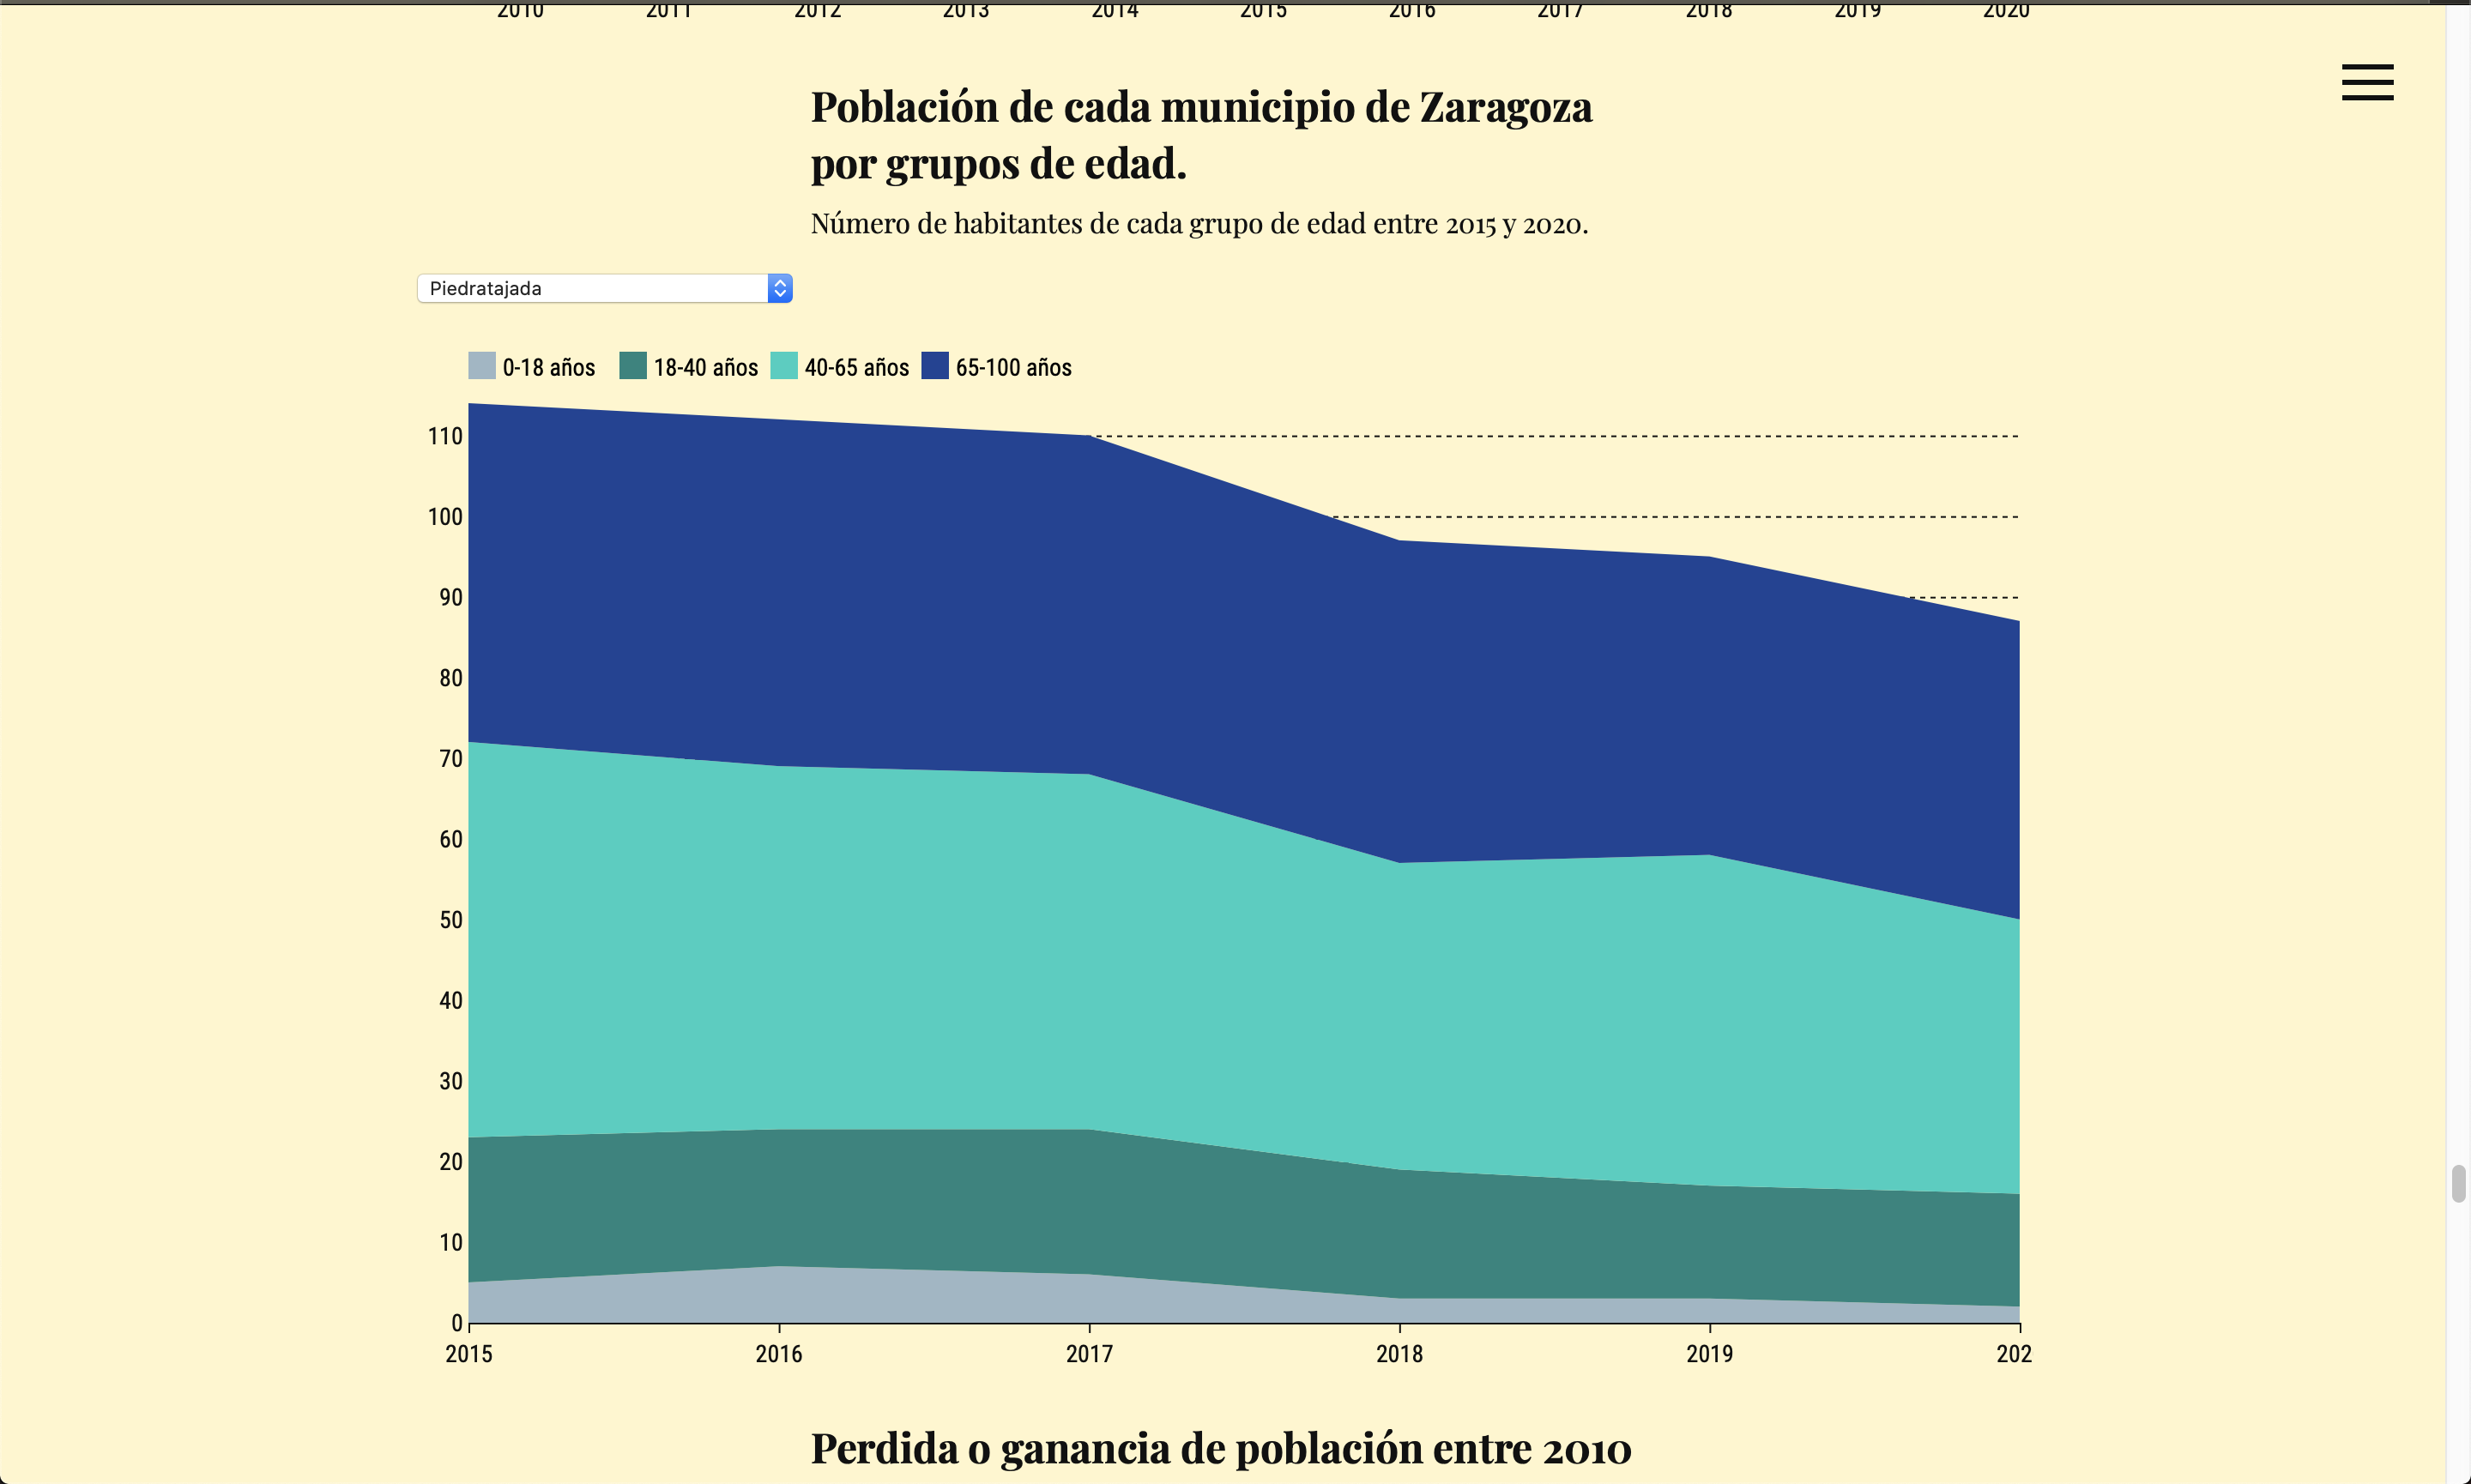 2010 2011 2012 2013 2014 2015 2016 2017 2018 2019 2020
Población de cada municipio de Zaragoza
por grupos de edad.
Número de habitantes de cada grupo de edad entre 2015 y 2020.
Piedratajada
0-18 años 18-40 años 40-65 años 65-100 años
110
100
90
80
70
60
50
40
30
20
10
0
2015 2016 2017 2018 2019 202
Perdida o ganancia de población entre 2010